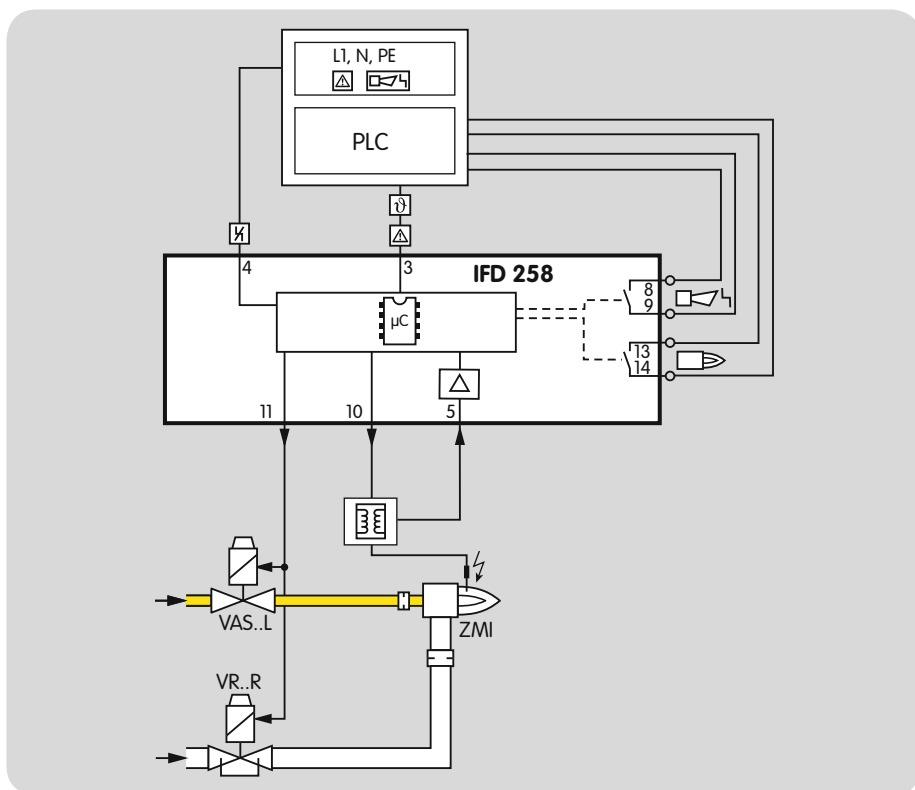 L1, N, PE
PLC
ϑ
4
3
IFD 258
µC
8
9
13
14
11
10
5
VAS..L
ZMI
VR..R